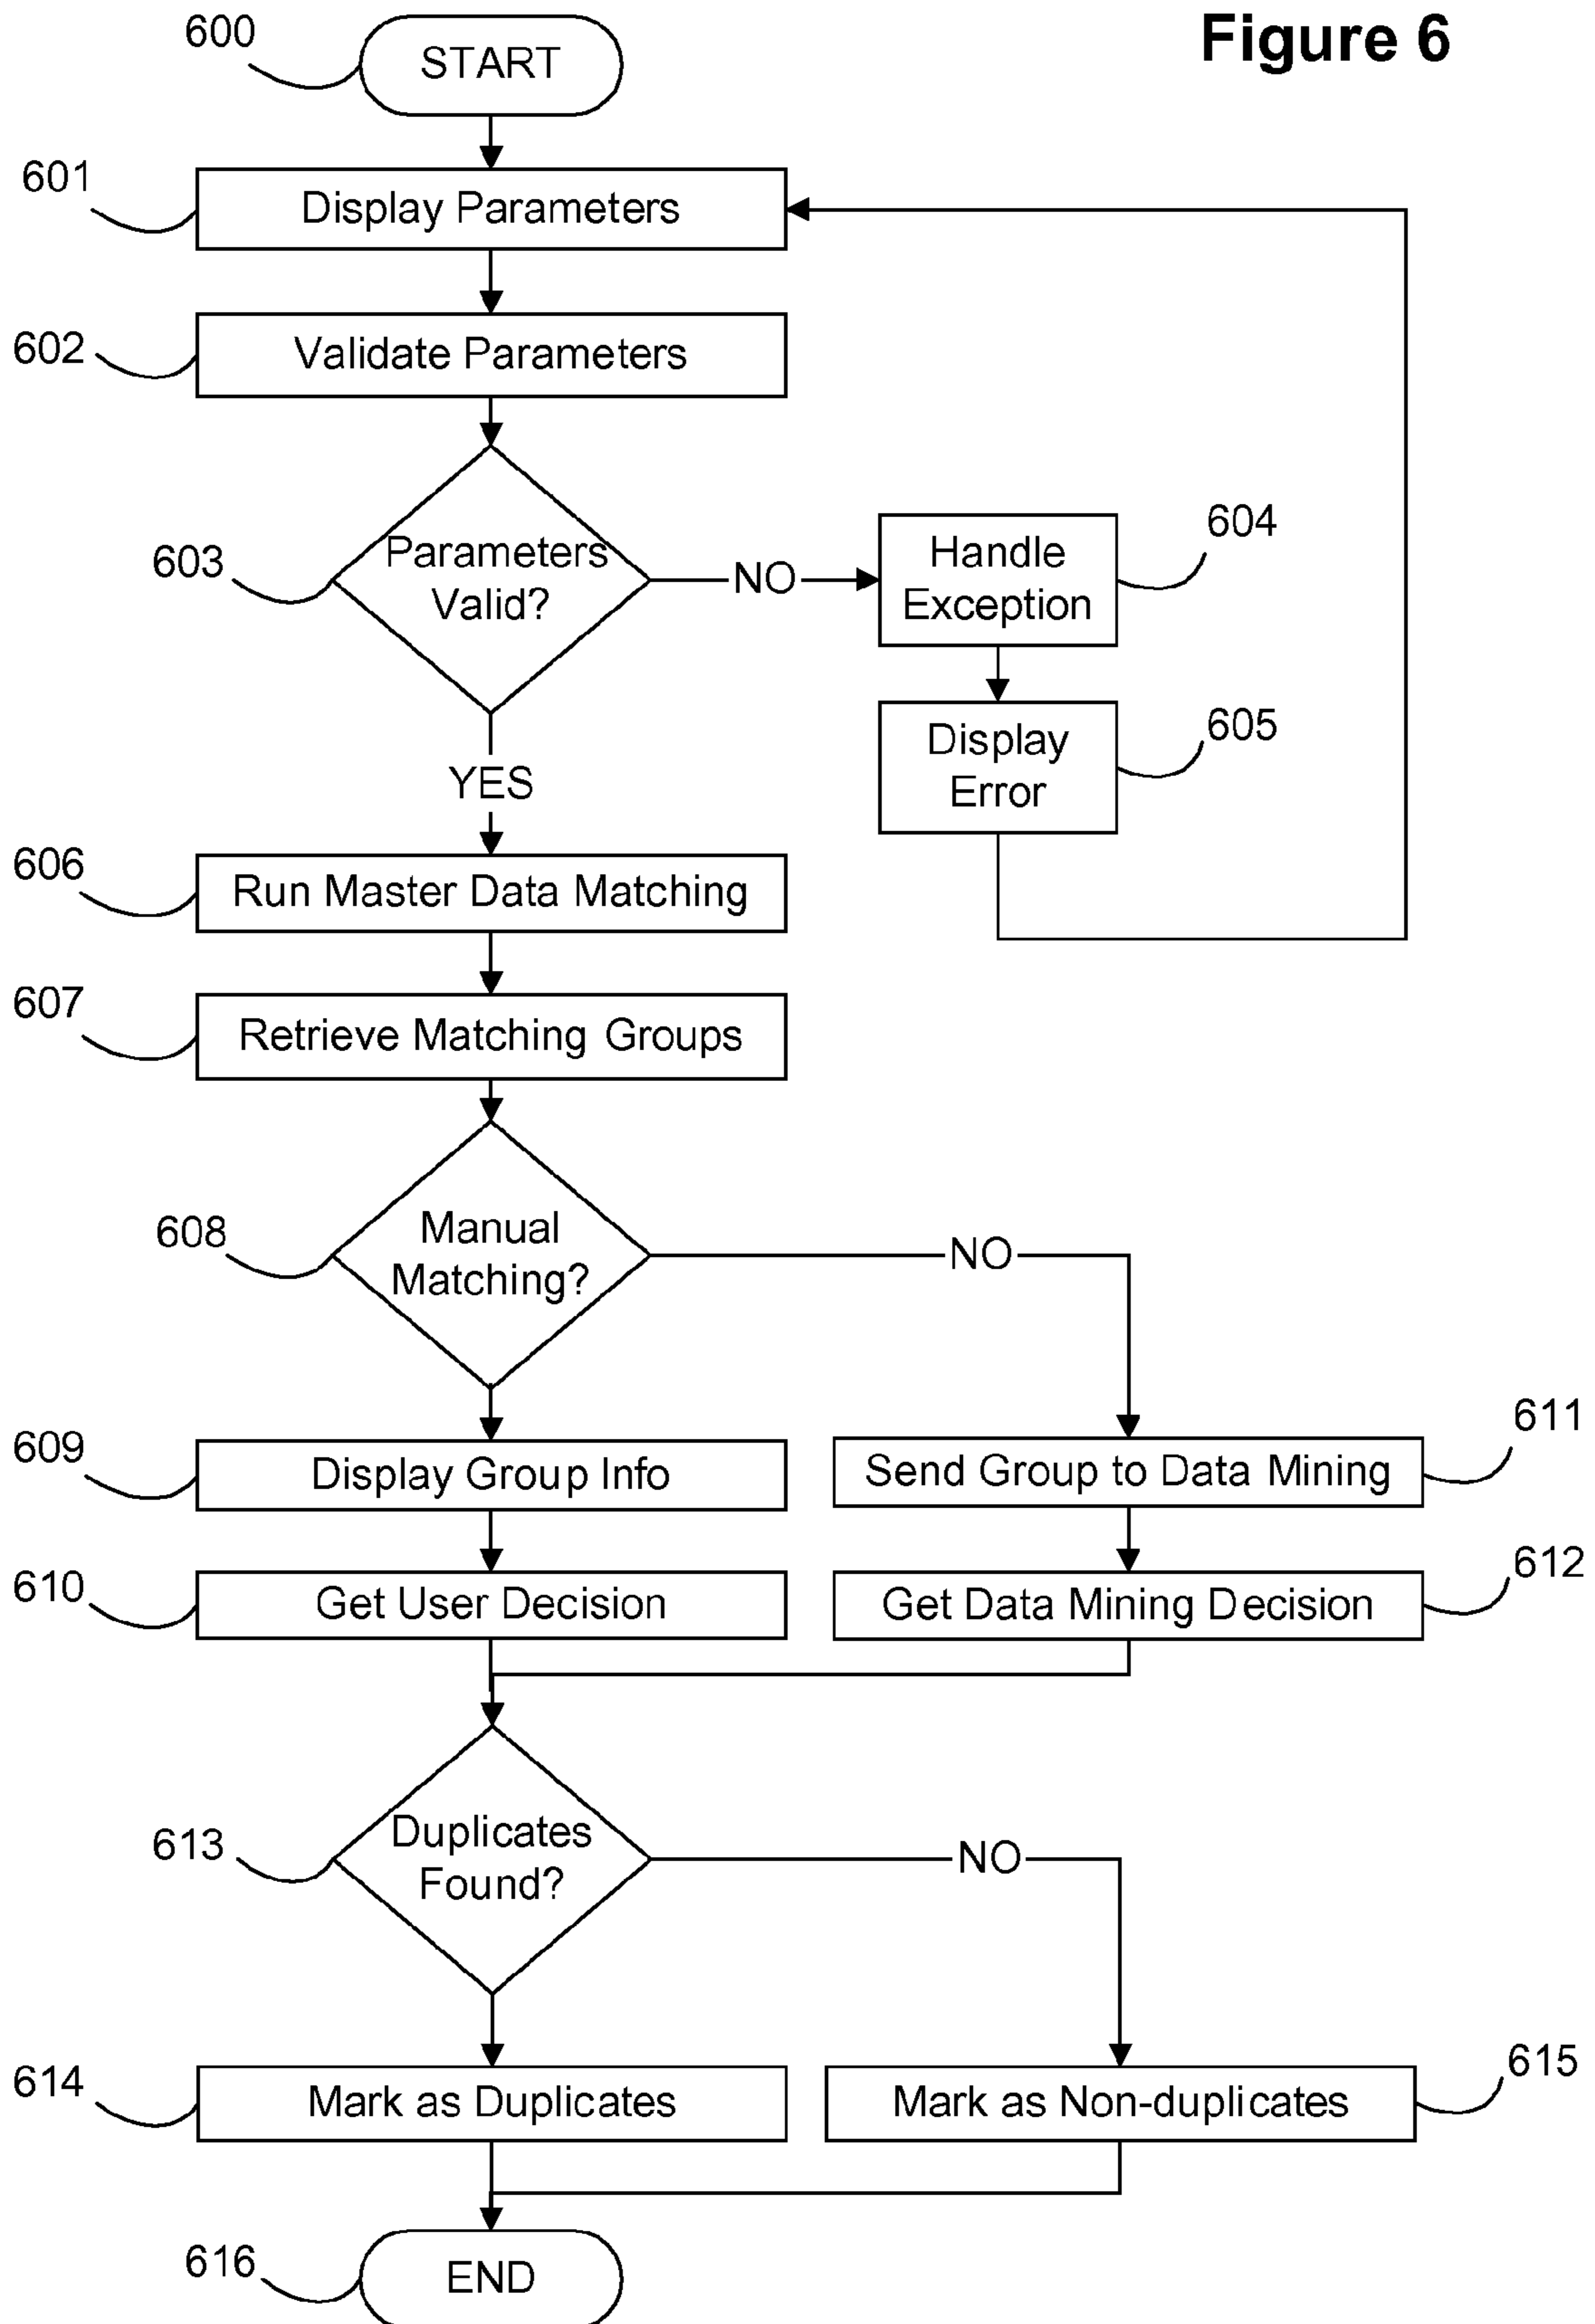 Figure 6
600
START
601
Display Parameters
602
Validate Parameters
603
Parameters
Valid?
NO
604
Handle
Exception
605
Display
Error
YES
606
Run Master Data Matching
607
Retrieve Matching Groups
608
Manual
Matching?
NO
609
Display Group Info
611
Send Group to Data Mining
610
Get User Decision
612
Get Data Mining Decision
613
Duplicates
Found?
NO
614
Mark as Duplicates
615
Mark as Non-duplicates
616
END